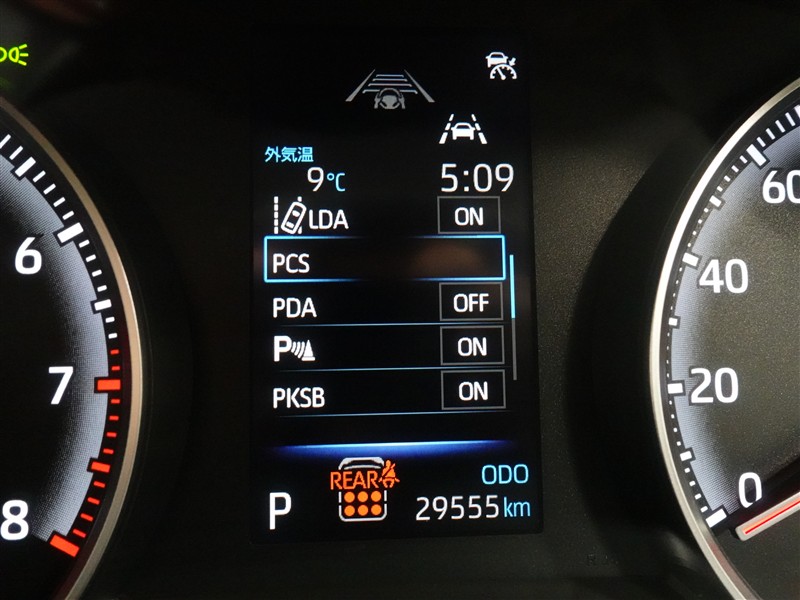 外気温
9°C 5:09
LDA ON
PCS
PDA OFF
P ON
PKSB ON
REAR
ODO
P 29555 km
6
7
8
60
40
20
0